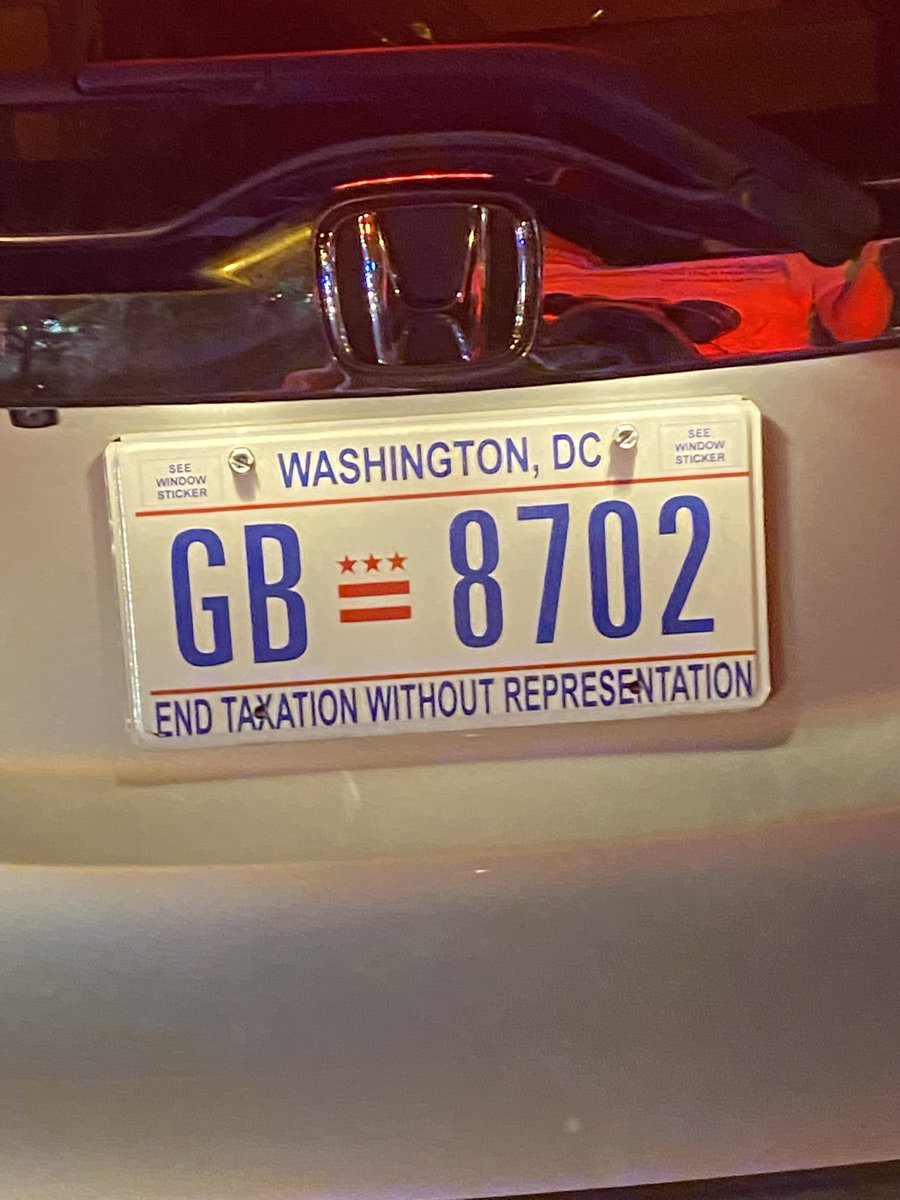 SEE
WINDOW
STICKER
WASHINGTON, DC
SEE
WINDOW
STICKER
GB 8702
END TAXATION WITHOUT REPRESENTATION